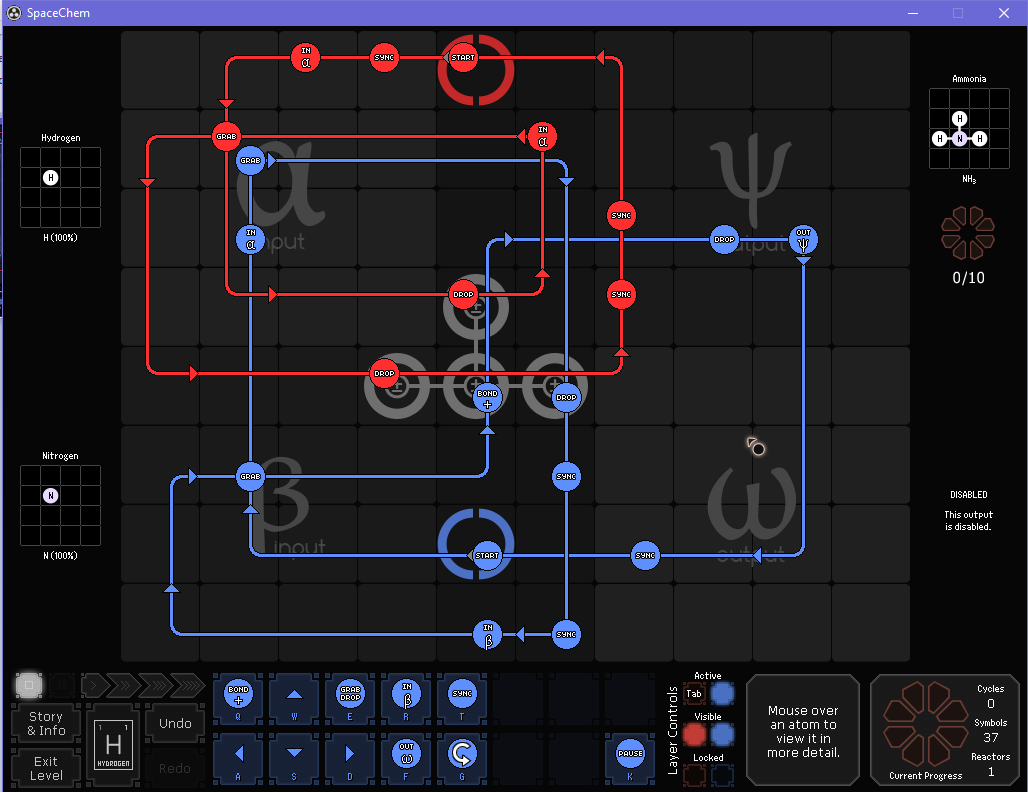 SpaceChem
Hydrogen
H
H (100%)
Nitrogen
N
N (100%)
IN
α
SYNC
START
GRAB
IN
α
GRAB
α
input
IN
α
SYNC
DROP
OUT
ψ
ψ
output
DROP
SYNC
DROP
BOND
+
DROP
GRAB
β
input
SYNC
START
SYNC
ω
output
IN
β
SYNC
Ammonia
H
H N H
NH₃
0/10
DISABLED
This output
is disabled.
Story
& Info
Exit
Level
1 1
H
HYDROGEN
Undo
Redo
BOND
+
Q
W
GRAB
DROP
E
IN
β
R
SYNC
T
A
S
D
OUT
ω
F
G
PAUSE
K
Layer Controls
Active
Tab
Visible
Locked
Mouse over
an atom to
view it in
more detail.
Cycles
0
Symbols
37
Reactors
1
Current Progress